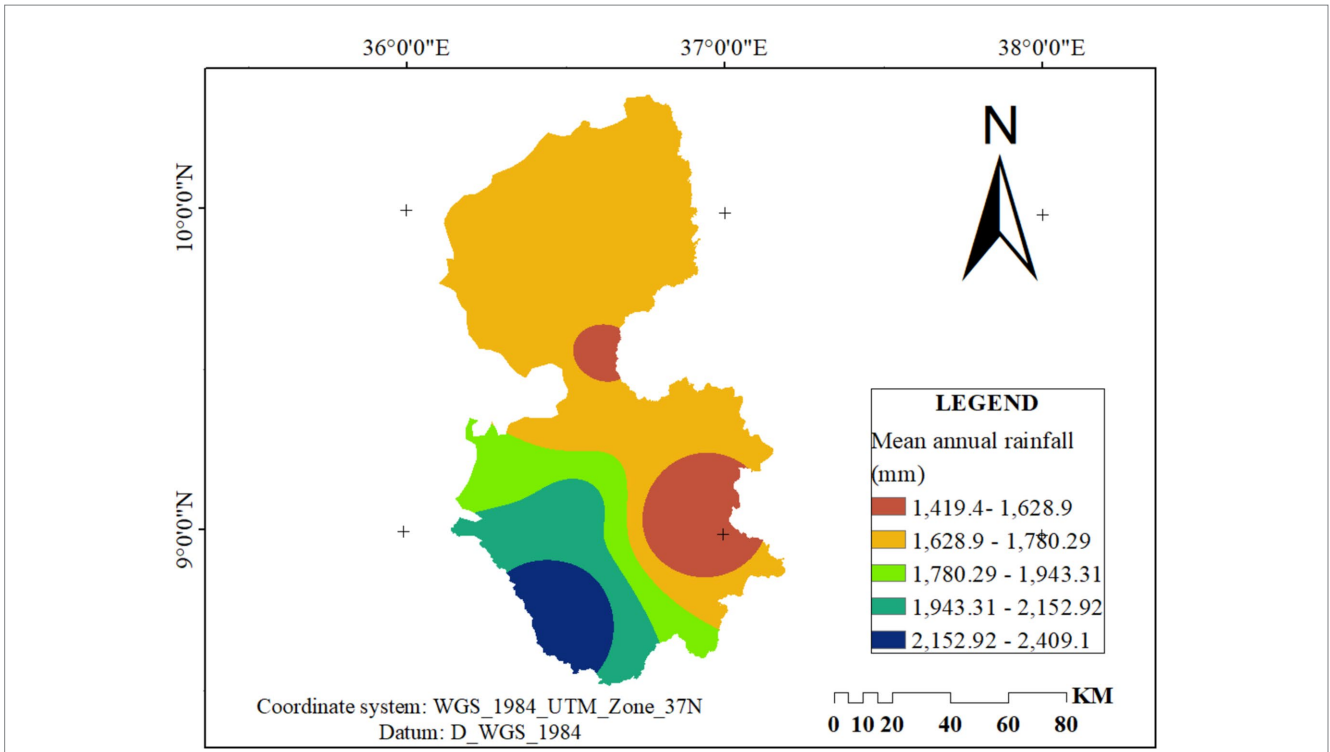 36°0'0"E 37°0'0"E 38°0'0"E
N
10°0'0"N
9°0'0"N
LEGEND
Mean annual rainfall
(mm)
1,419.4- 1,628.9
1,628.9 - 1,780.29
1,780.29 - 1,943.31
1,943.31 - 2,152.92
2,152.92 - 2,409.1
Coordinate system: WGS_1984_UTM_Zone_37N
Datum: D_WGS_1984
KM
0 10 20 40 60 80